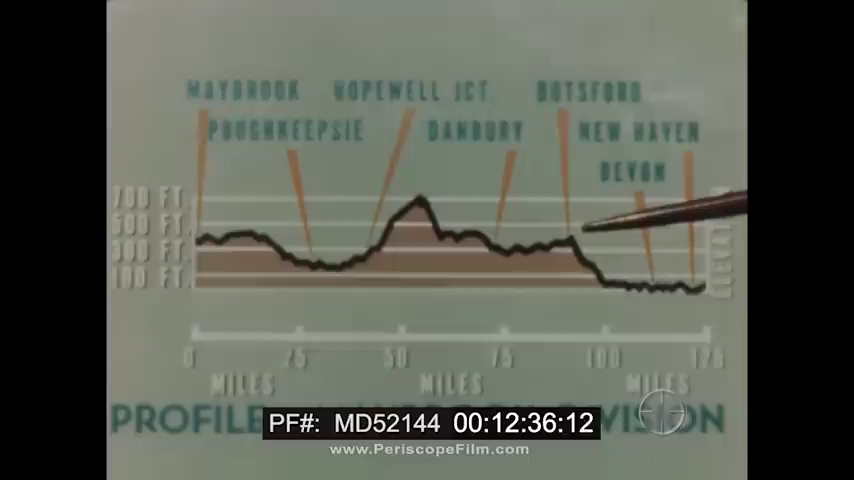 MAYBROOK HOPEWELL JCT. BOTSFORD
POUGHKEEPSIE DANBURY NEW HAVEN
DEVON
700 FT.
500 FT.
300 FT.
100 FT.
0 25 50 75 100 125
MILES MILES MILES
PROFILE
PF#: MD52144 00:12:36:12
www.PeriscopeFilm.com